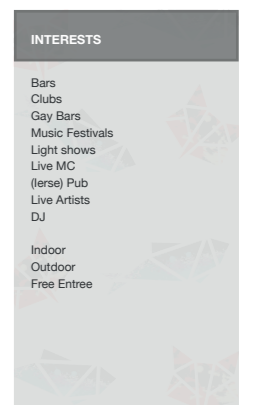 INTERESTS
Bars
Clubs
Gay Bars
Music Festivals
Light shows
Live MC
(Ierse) Pub
Live Artists
DJ
Indoor
Outdoor
Free Entree